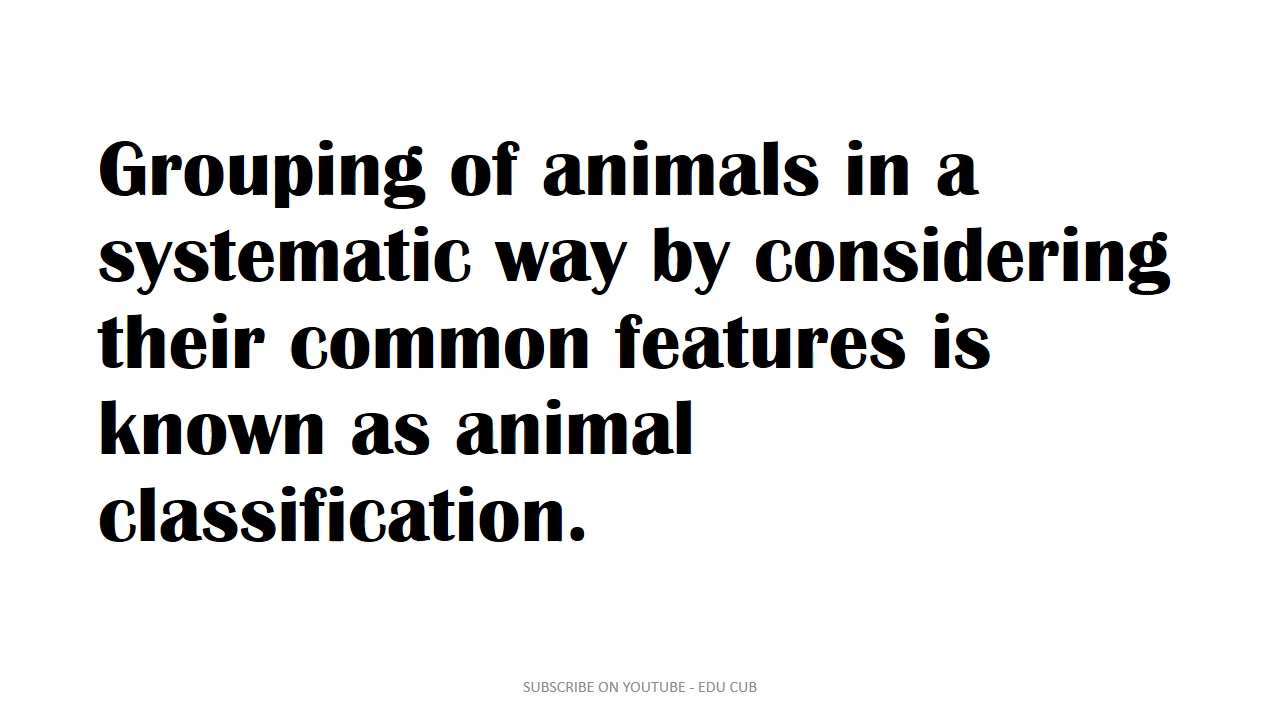 Grouping of animals in a
systematic way by considering
their common features is
known as animal
classification.
SUBSCRIBE ON YOUTUBE - EDU CUB